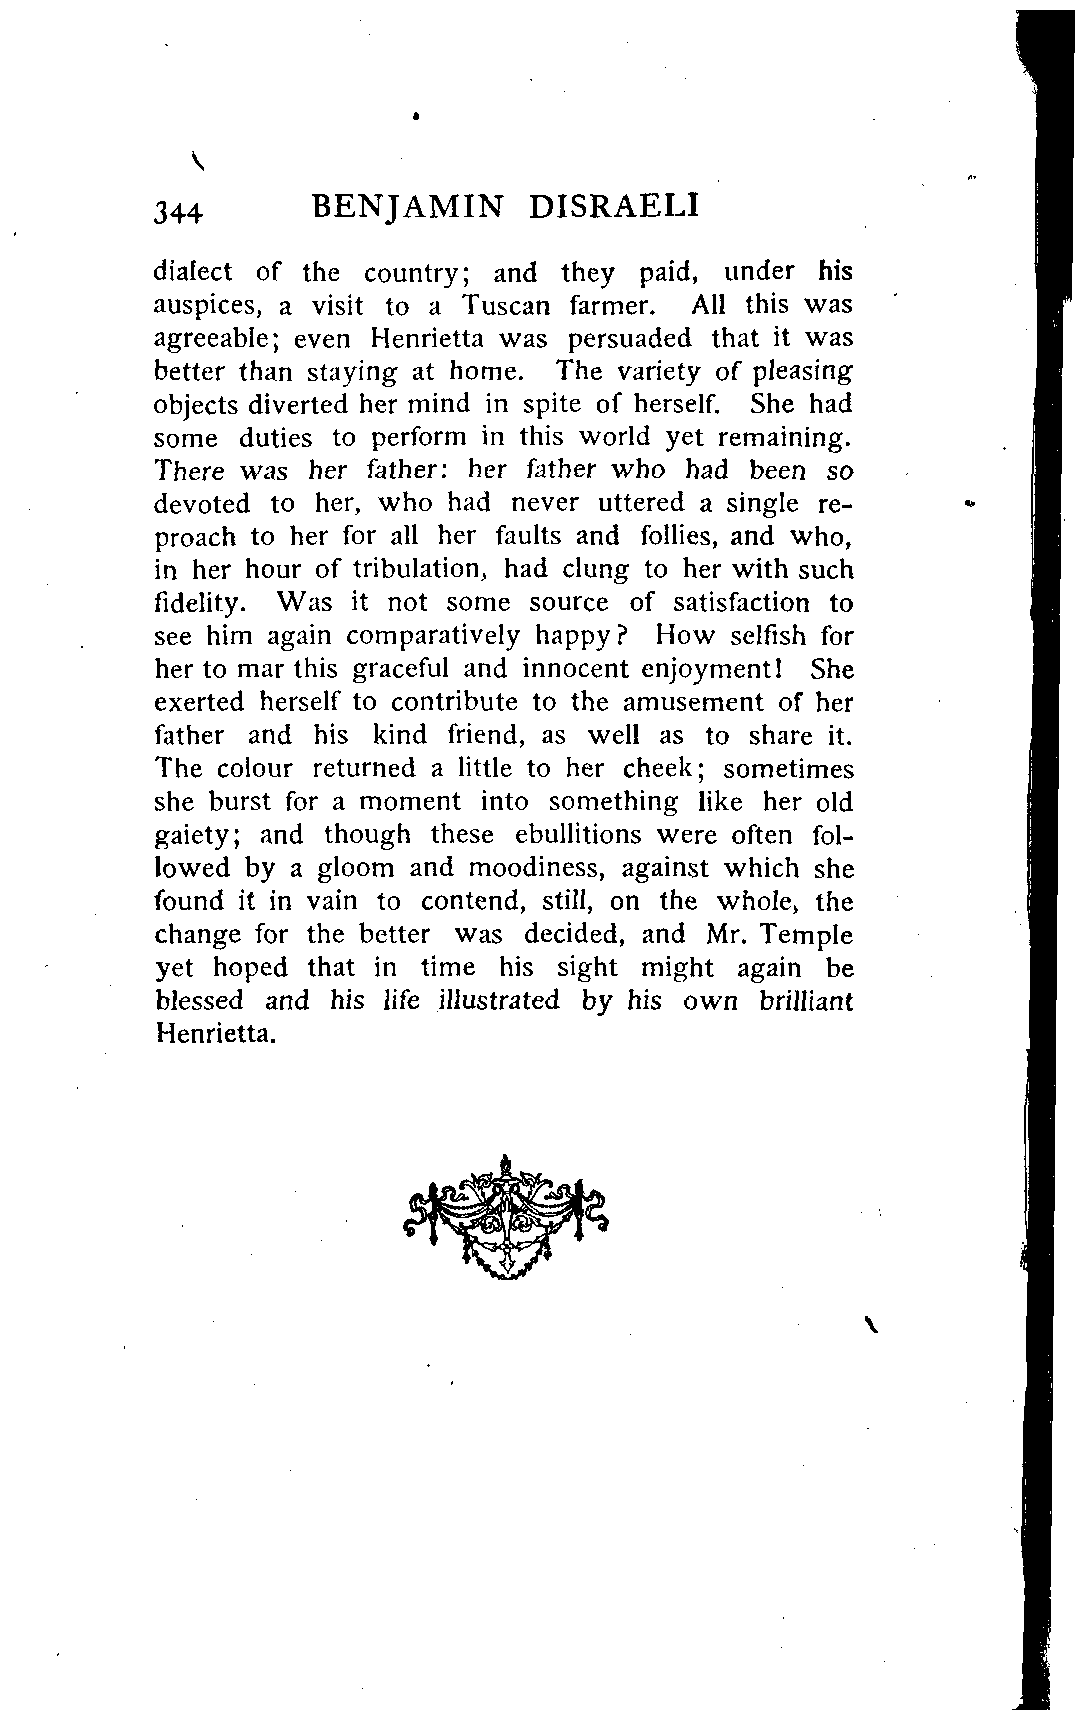 344 BENJAMIN DISRAELI
dialect of the country; and they paid, under his
auspices, a visit to a Tuscan farmer. All this was
agreeable; even Henrietta was persuaded that it was
better than staying at home. The variety of pleasing
objects diverted her mind in spite of herself. She had
some duties to perform in this world yet remaining.
There was her father: her father who had been so
devoted to her, who had never uttered a single re-
proach to her for all her faults and follies, and who,
in her hour of tribulation, had clung to her with such
fidelity. Was it not some source of satisfaction to
see him again comparatively happy? How selfish for
her to mar this graceful and innocent enjoyment! She
exerted herself to contribute to the amusement of her
father and his kind friend, as well as to share it.
The colour returned a little to her cheek; sometimes
she burst for a moment into something like her old
gaiety; and though these ebullitions were often fol-
lowed by a gloom and moodiness, against which she
found it in vain to contend, still, on the whole, the
change for the better was decided, and Mr. Temple
yet hoped that in time his sight might again be
blessed and his life illustrated by his own brilliant
Henrietta.